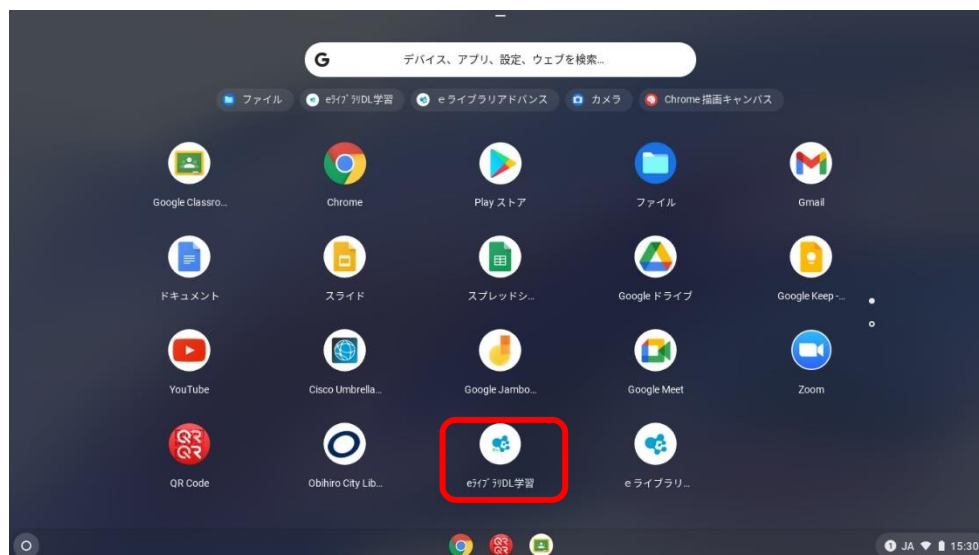 デバイス、アプリ、設定、ウェブを検索...
ファイル
eﾗｲﾌﾞﾗﾘDL学習
e ライブラリアドバンス
カメラ
Chrome 描画キャンバス
Google Classro...
Chrome
Play ストア
ファイル
Gmail
ドキュメント
スライド
スプレッドシ...
Google ドライブ
Google Keep -...
YouTube
Cisco Umbrella...
Google Jambo...
Google Meet
Zoom
QR Code
Obihiro City Lib...
eﾗｲﾌﾞﾗﾘDL学習
e ライブラリ...
JA
15:30